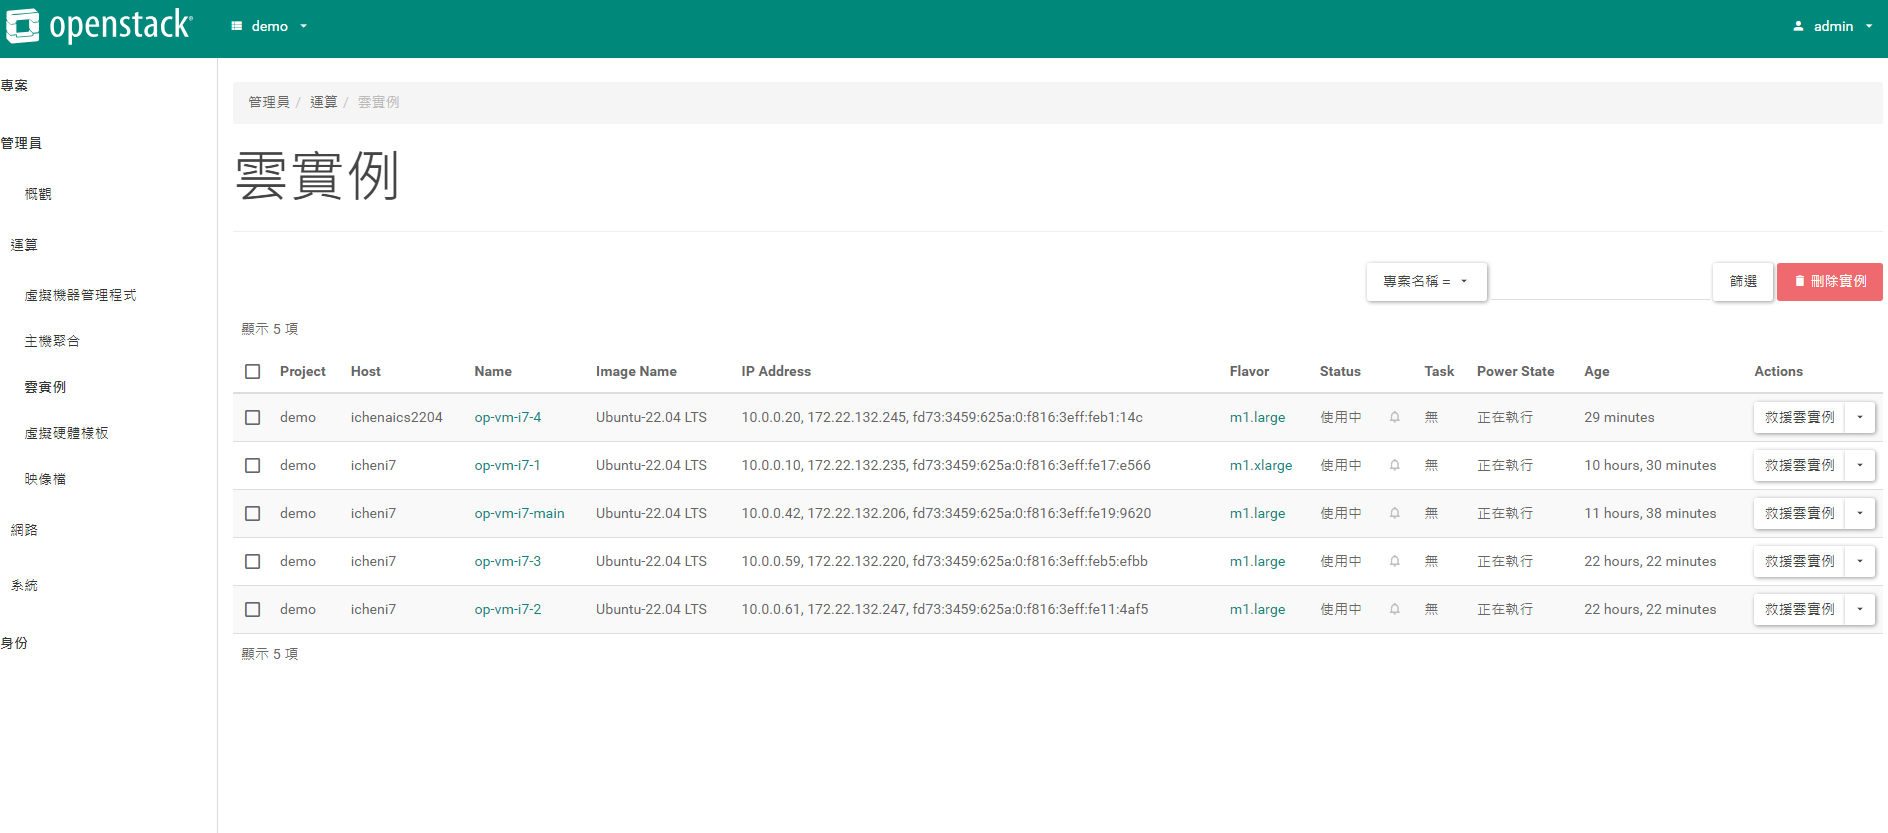 openstack
demo
admin
專案
管理員
概觀
運算
虛擬機器管理程式
主機聚合
雲實例
虛擬硬體樣板
映像檔
網路
系統
身份
管理員 / 運算 / 雲實例
雲實例
專案名稱 =
篩選
刪除實例
顯示 5 項
Project Host Name Image Name IP Address Flavor Status Task Power State Age Actions
demo ichenaics2204 op-vm-i7-4 Ubuntu-22.04 LTS 10.0.0.20, 172.22.132.245, fd73:3459:625a:0:f816:3eff:feb1:14c m1.large 使用中 無 正在執行 29 minutes 救援雲實例
demo icheni7 op-vm-i7-1 Ubuntu-22.04 LTS 10.0.0.10, 172.22.132.235, fd73:3459:625a:0:f816:3eff:fe17:e566 m1.xlarge 使用中 無 正在執行 10 hours, 30 minutes 救援雲實例
demo icheni7 op-vm-i7-main Ubuntu-22.04 LTS 10.0.0.42, 172.22.132.206, fd73:3459:625a:0:f816:3eff:fe19:9620 m1.large 使用中 無 正在執行 11 hours, 38 minutes 救援雲實例
demo icheni7 op-vm-i7-3 Ubuntu-22.04 LTS 10.0.0.59, 172.22.132.220, fd73:3459:625a:0:f816:3eff:feb5:efbb m1.large 使用中 無 正在執行 22 hours, 22 minutes 救援雲實例
demo icheni7 op-vm-i7-2 Ubuntu-22.04 LTS 10.0.0.61, 172.22.132.247, fd73:3459:625a:0:f816:3eff:fe11:4af5 m1.large 使用中 無 正在執行 22 hours, 22 minutes 救援雲實例
顯示 5 項